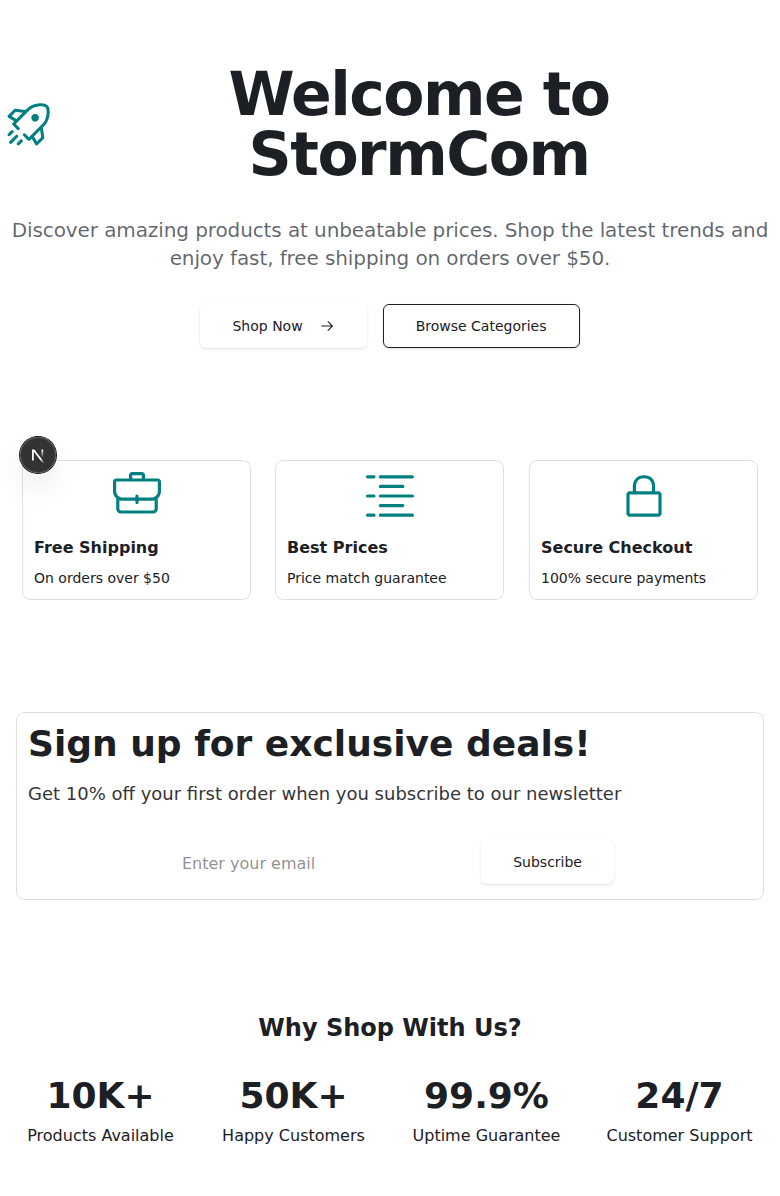 Welcome to
StormCom
Discover amazing products at unbeatable prices. Shop the latest trends and
enjoy fast, free shipping on orders over $50.
Shop Now
Browse Categories
N
Free Shipping
On orders over $50
Best Prices
Price match guarantee
Secure Checkout
100% secure payments
Sign up for exclusive deals!
Get 10% off your first order when you subscribe to our newsletter
Enter your email
Subscribe
Why Shop With Us?
10K+
Products Available
50K+
Happy Customers
99.9%
Uptime Guarantee
24/7
Customer Support